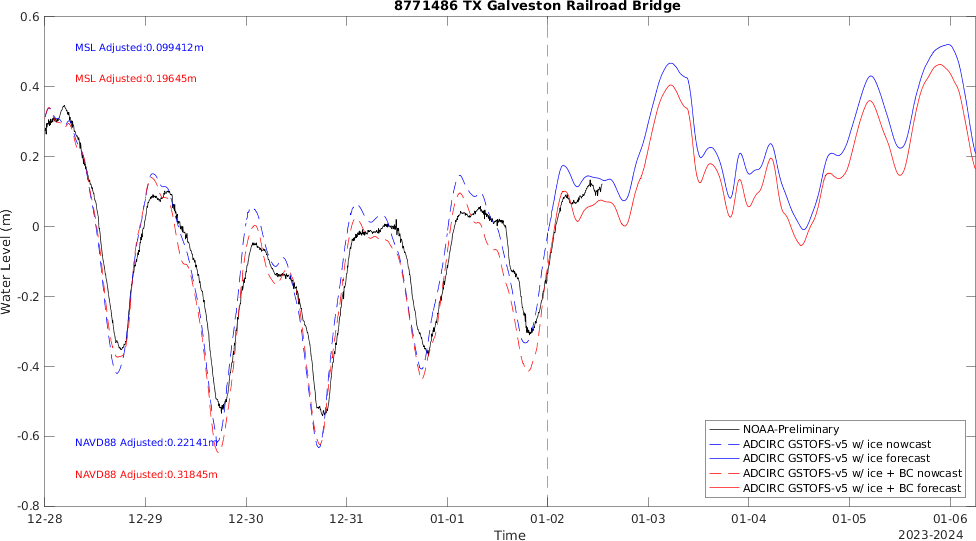 8771486 TX Galveston Railroad Bridge
0.6
MSL Adjusted:0.099412m
MSL Adjusted:0.19645m
0.4
0.2
0
-0.2
-0.4
-0.6
-0.8
Water Level (m)
NAVD88 Adjusted:0.22141m
NAVD88 Adjusted:0.31845m
NOAA-Preliminary
ADCIRC GSTOFS-v5 w/ ice nowcast
ADCIRC GSTOFS-v5 w/ ice forecast
ADCIRC GSTOFS-v5 w/ ice + BC nowcast
ADCIRC GSTOFS-v5 w/ ice + BC forecast
12-28 12-29 12-30 12-31 01-01 01-02 01-03 01-04 01-05 01-06
Time
2023-2024